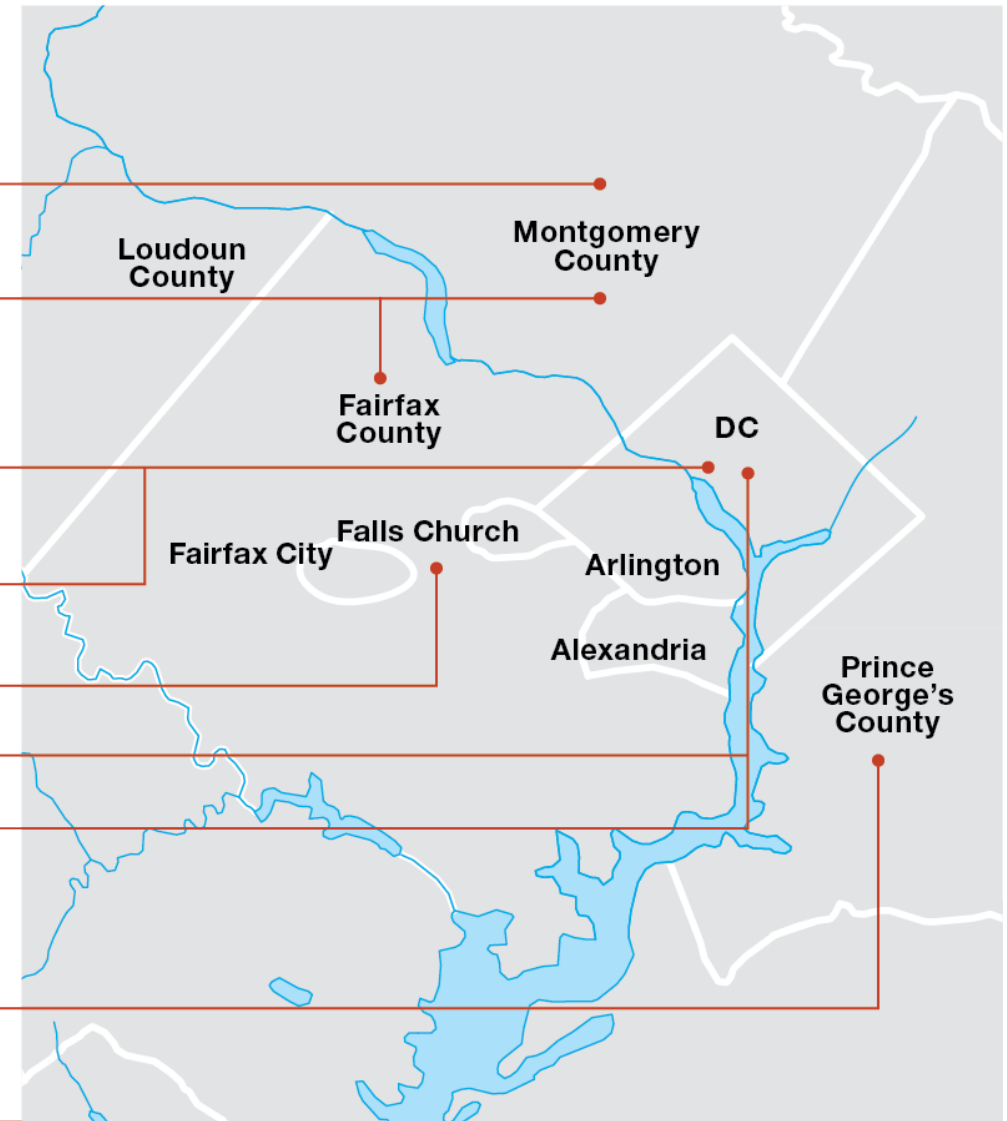 Montgomery
County
Loudoun
County
Fairfax
County
DC
Falls Church
Fairfax City
Arlington
Alexandria
Prince
George's
County